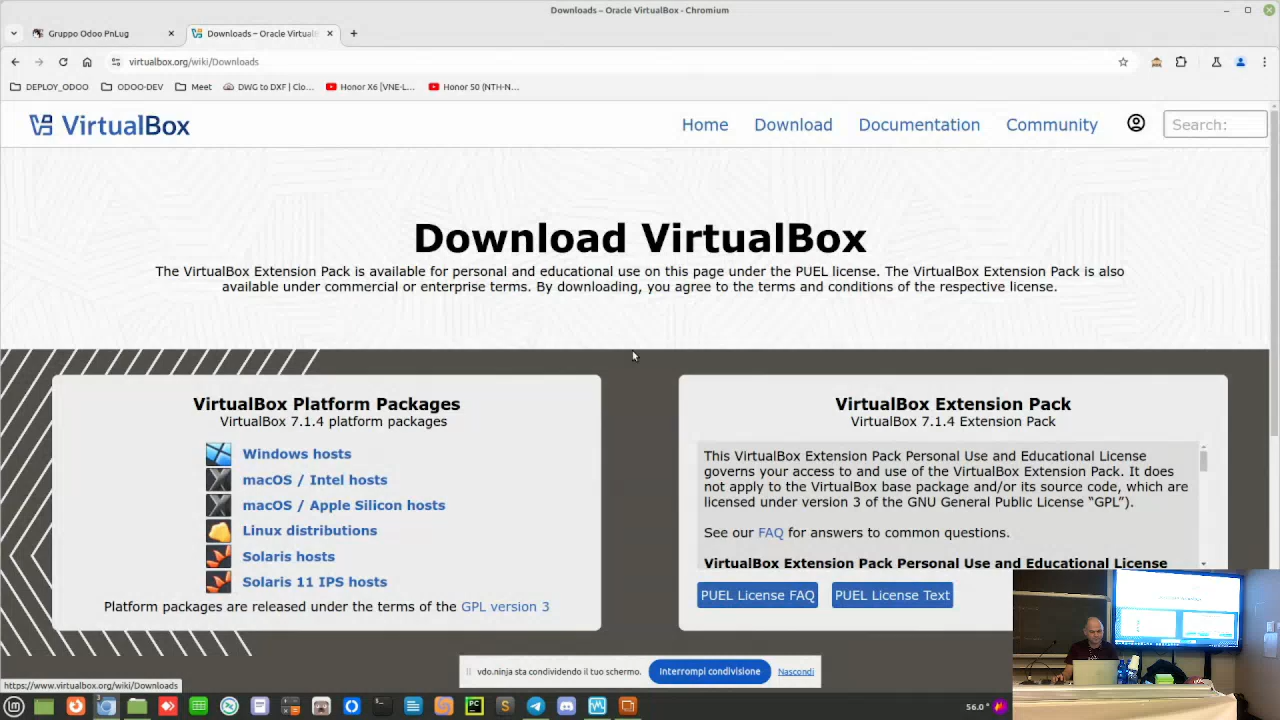 Downloads – Oracle VirtualBox - Chromium
Gruppo Odoo PnLug
Downloads – Oracle Virtual
virtualbox.org/wiki/Downloads
DEPLOY_ODOO
ODOO-DEV
Meet
DWG to DXF | Clo...
Honor X6 [VNE-L...
Honor 50 (NTH-N...
VirtualBox
Home
Download
Documentation
Community
Search:
Download VirtualBox
The VirtualBox Extension Pack is available for personal and educational use on this page under the PUEL license. The VirtualBox Extension Pack is also
available under commercial or enterprise terms. By downloading, you agree to the terms and conditions of the respective license.
VirtualBox Platform Packages
VirtualBox 7.1.4 platform packages
Windows hosts
macOS / Intel hosts
macOS / Apple Silicon hosts
Linux distributions
Solaris hosts
Solaris 11 IPS hosts
Platform packages are released under the terms of the GPL version 3
VirtualBox Extension Pack
VirtualBox 7.1.4 Extension Pack
This VirtualBox Extension Pack Personal Use and Educational License
governs your access to and use of the VirtualBox Extension Pack. It does
not apply to the VirtualBox base package and/or its source code, which are
licensed under version 3 of the GNU General Public License “GPL”).
See our FAQ for answers to common questions.
VirtualBox Extension Pack Personal Use and Educational License
PUEL License FAQ
PUEL License Text
vdo.ninja sta condividendo il tuo schermo.
Interrompi condivisione
Nascondi
https://www.virtualbox.org/wiki/Downloads
56.0 °